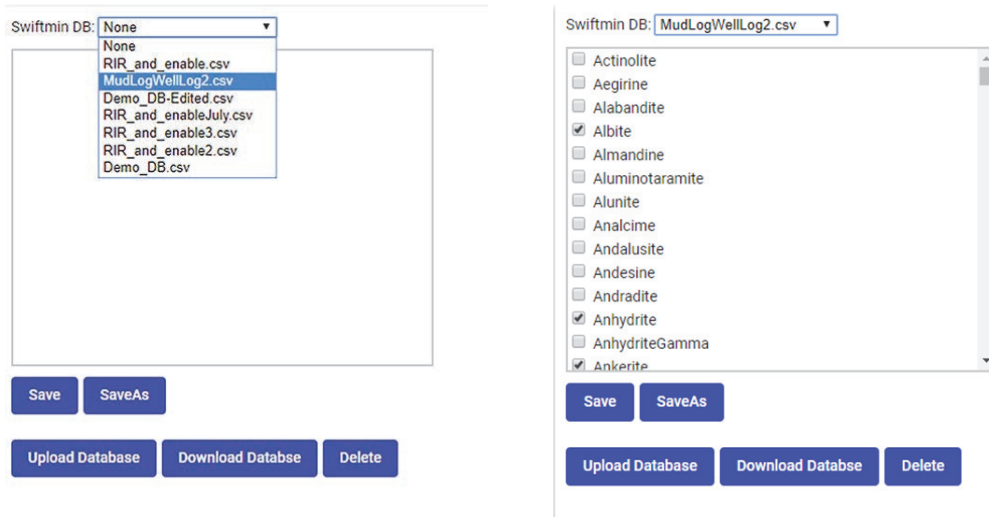 Swiftmin DB: None
None
RIR_and_enable.csv
MudLogWellLog2.csv
Demo_DB-Edited.csv
RIR_and_enableJuly.csv
RIR_and_enable3.csv
RIR_and_enable2.csv
Demo_DB.csv
Save SaveAs
Upload Database Download Databse Delete
Swiftmin DB: MudLogWellLog2.csv
Actinolite
Aegirine
Alabandite
Albite
Almandine
Aluminotaramite
Alunite
Analcime
Andalusite
Andesine
Andradite
Anhydrite
AnhydriteGamma
Ankerite
Save SaveAs
Upload Database Download Databse Delete